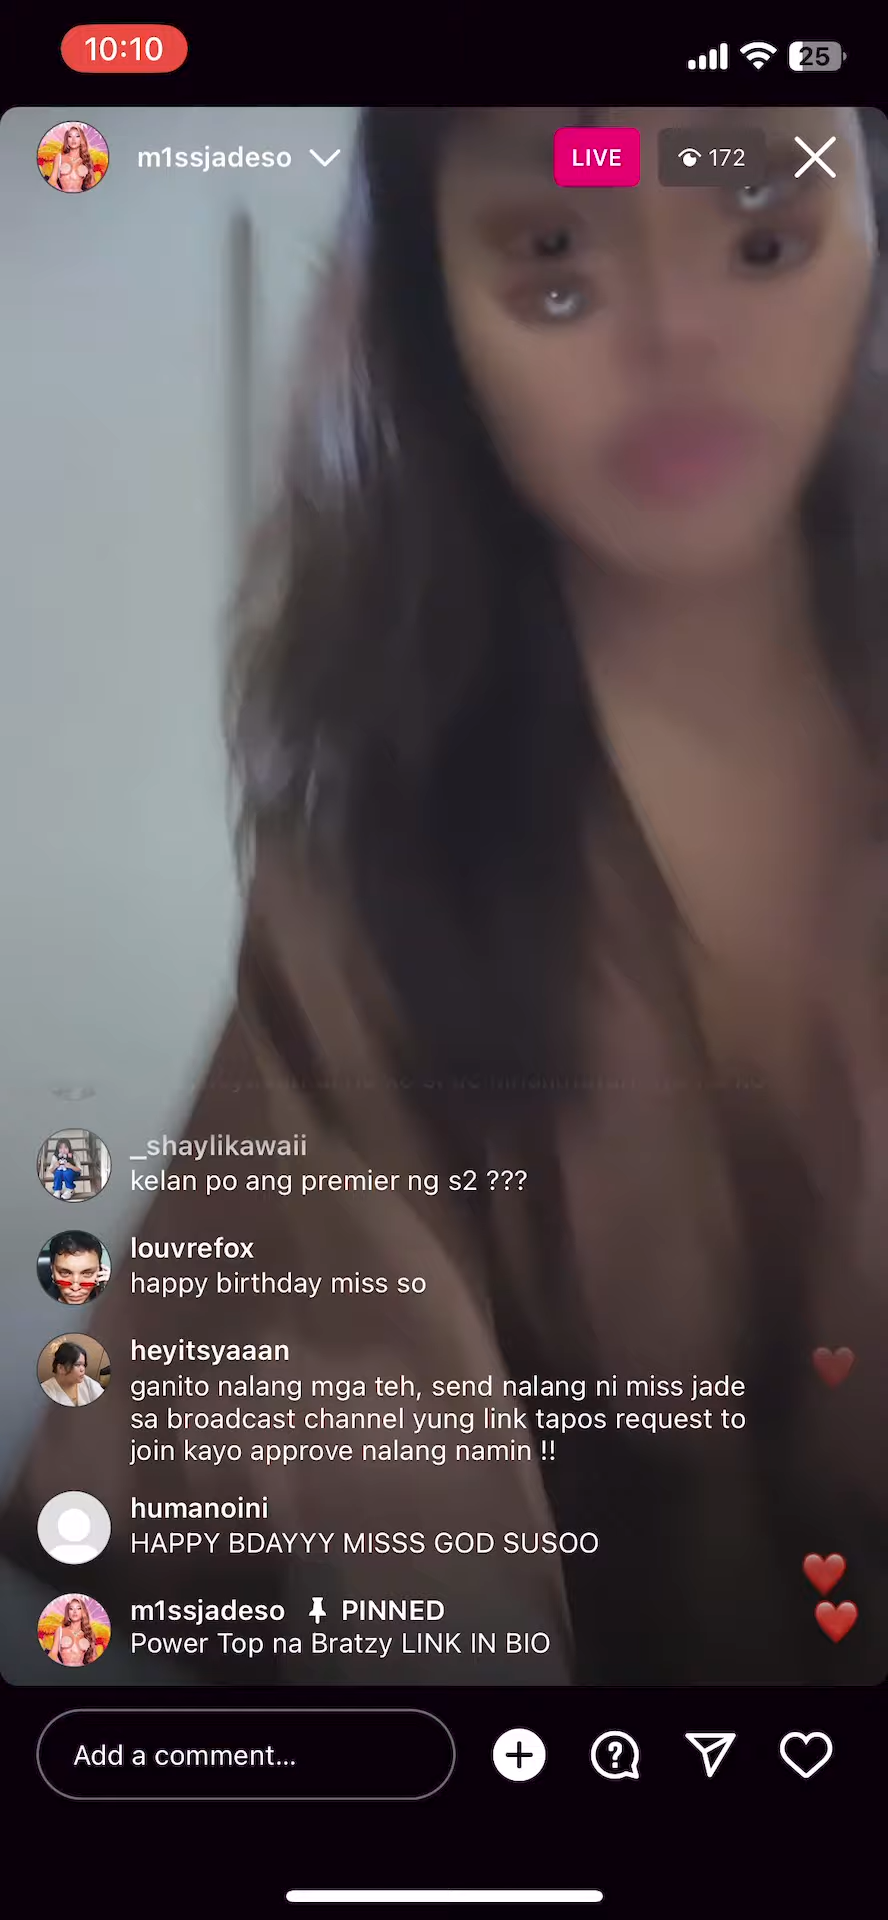 10:10
25
m1ssjadeso
LIVE
172
_shaylikawaii
kelan po ang premier ng s2 ???
louvrefox
happy birthday miss so
heyitsyaaan
ganito nalang mga teh, send nalang ni miss jade
sa broadcast channel yung link tapos request to
join kayo approve nalang namin !!
humanoini
HAPPY BDAYYY MISSS GOD SUSOO
m1ssjadeso PINNED
Power Top na Bratzy LINK IN BIO
Add a comment...